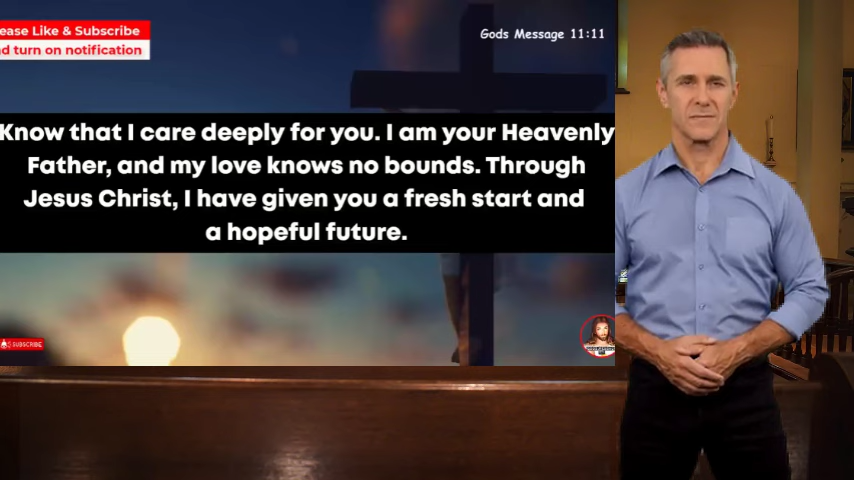 ease Like & Subscribe
nd turn on notification
Gods Message 11:11
Know that I care deeply for you. I am your Heavenly
Father, and my love knows no bounds. Through
Jesus Christ, I have given you a fresh start and
a hopeful future.
SUBSCRIBE